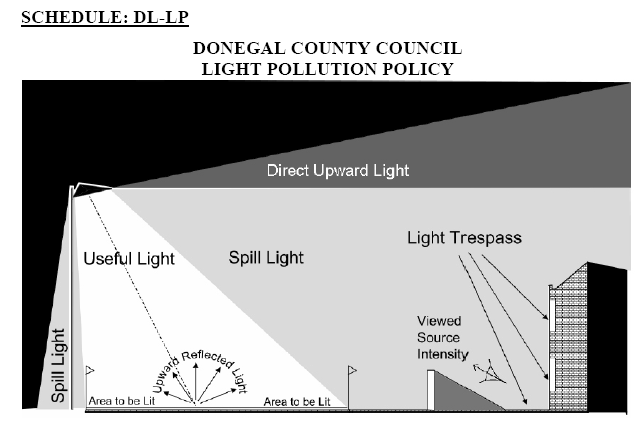 SCHEDULE: DL-LP
DONEGAL COUNTY COUNCIL
LIGHT POLLUTION POLICY
Direct Upward Light
Useful Light
Spill Light
Light Trespass
Viewed
Source
Intensity
Spill Light
Upward Reflected Light
Area to be Lit
Area to be Lit